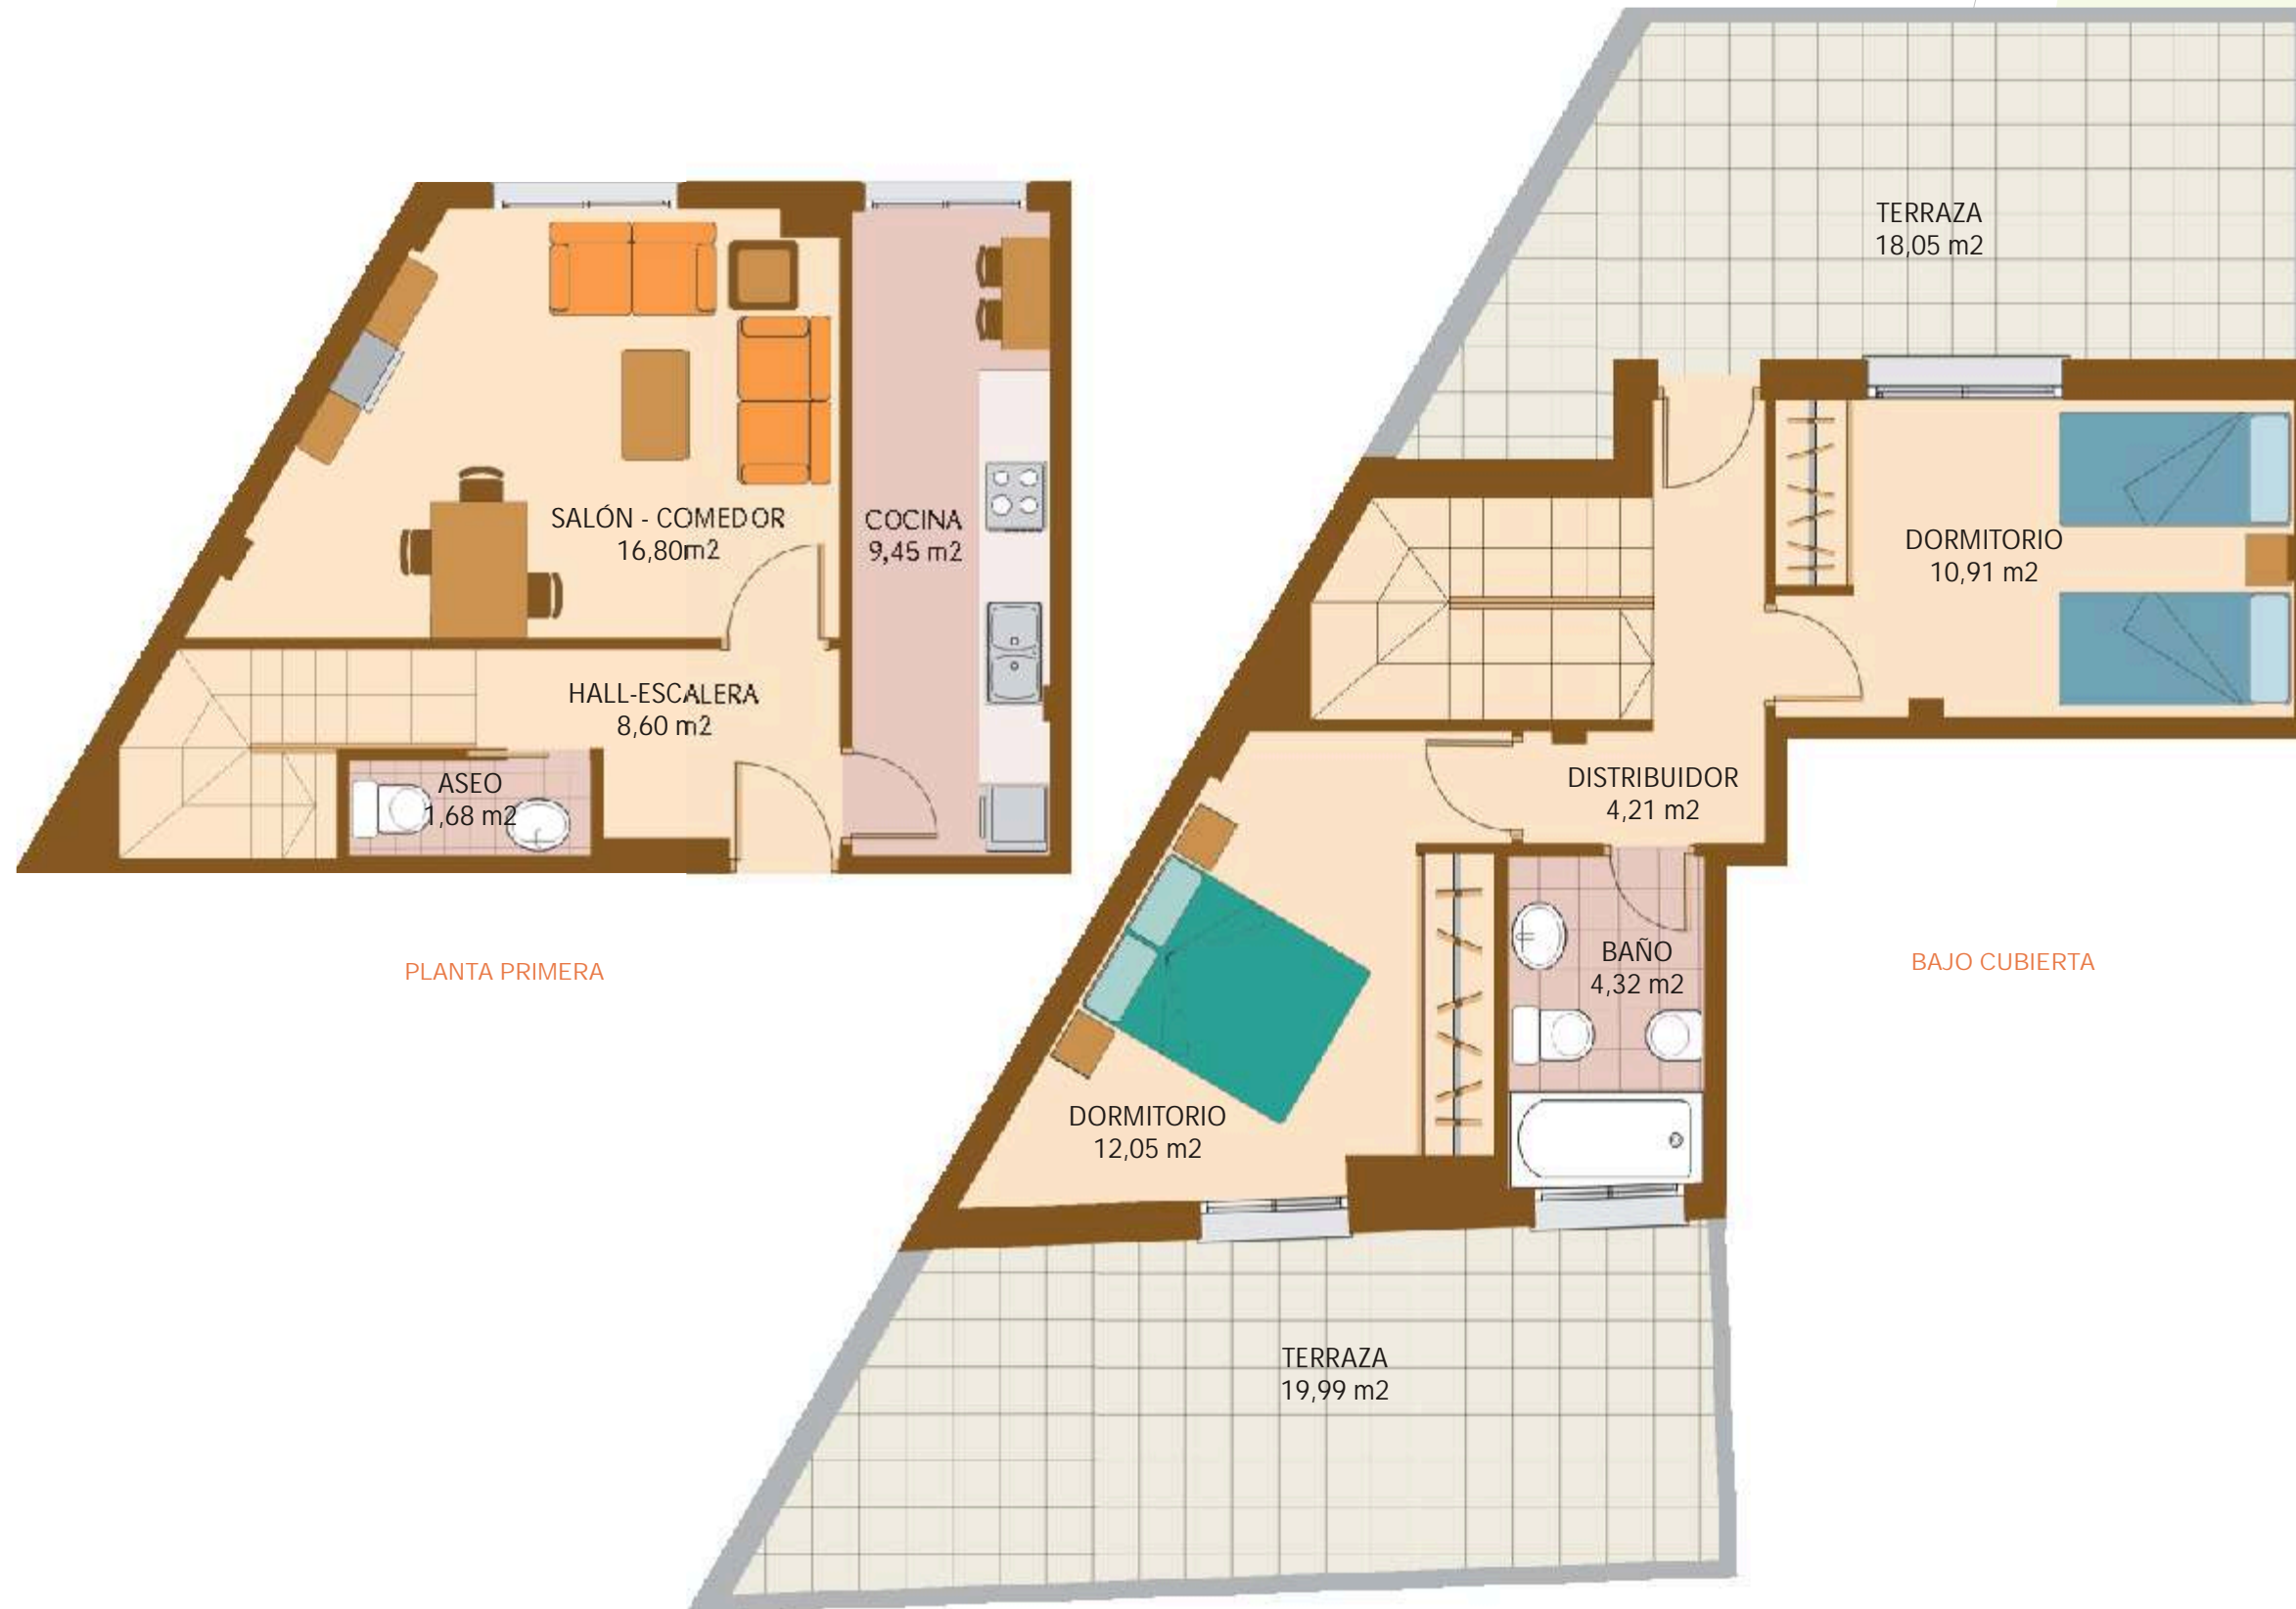 SALÓN - COMEDOR
16,80m2
COCINA
9,45 m2
HALL-ESCALERA
8,60 m2
ASEO
1,68 m2
PLANTA PRIMERA
TERRAZA
18,05 m2
DORMITORIO
10,91 m2
DISTRIBUIDOR
4,21 m2
BAÑO
4,32 m2
DORMITORIO
12,05 m2
TERRAZA
19,99 m2
BAJO CUBIERTA